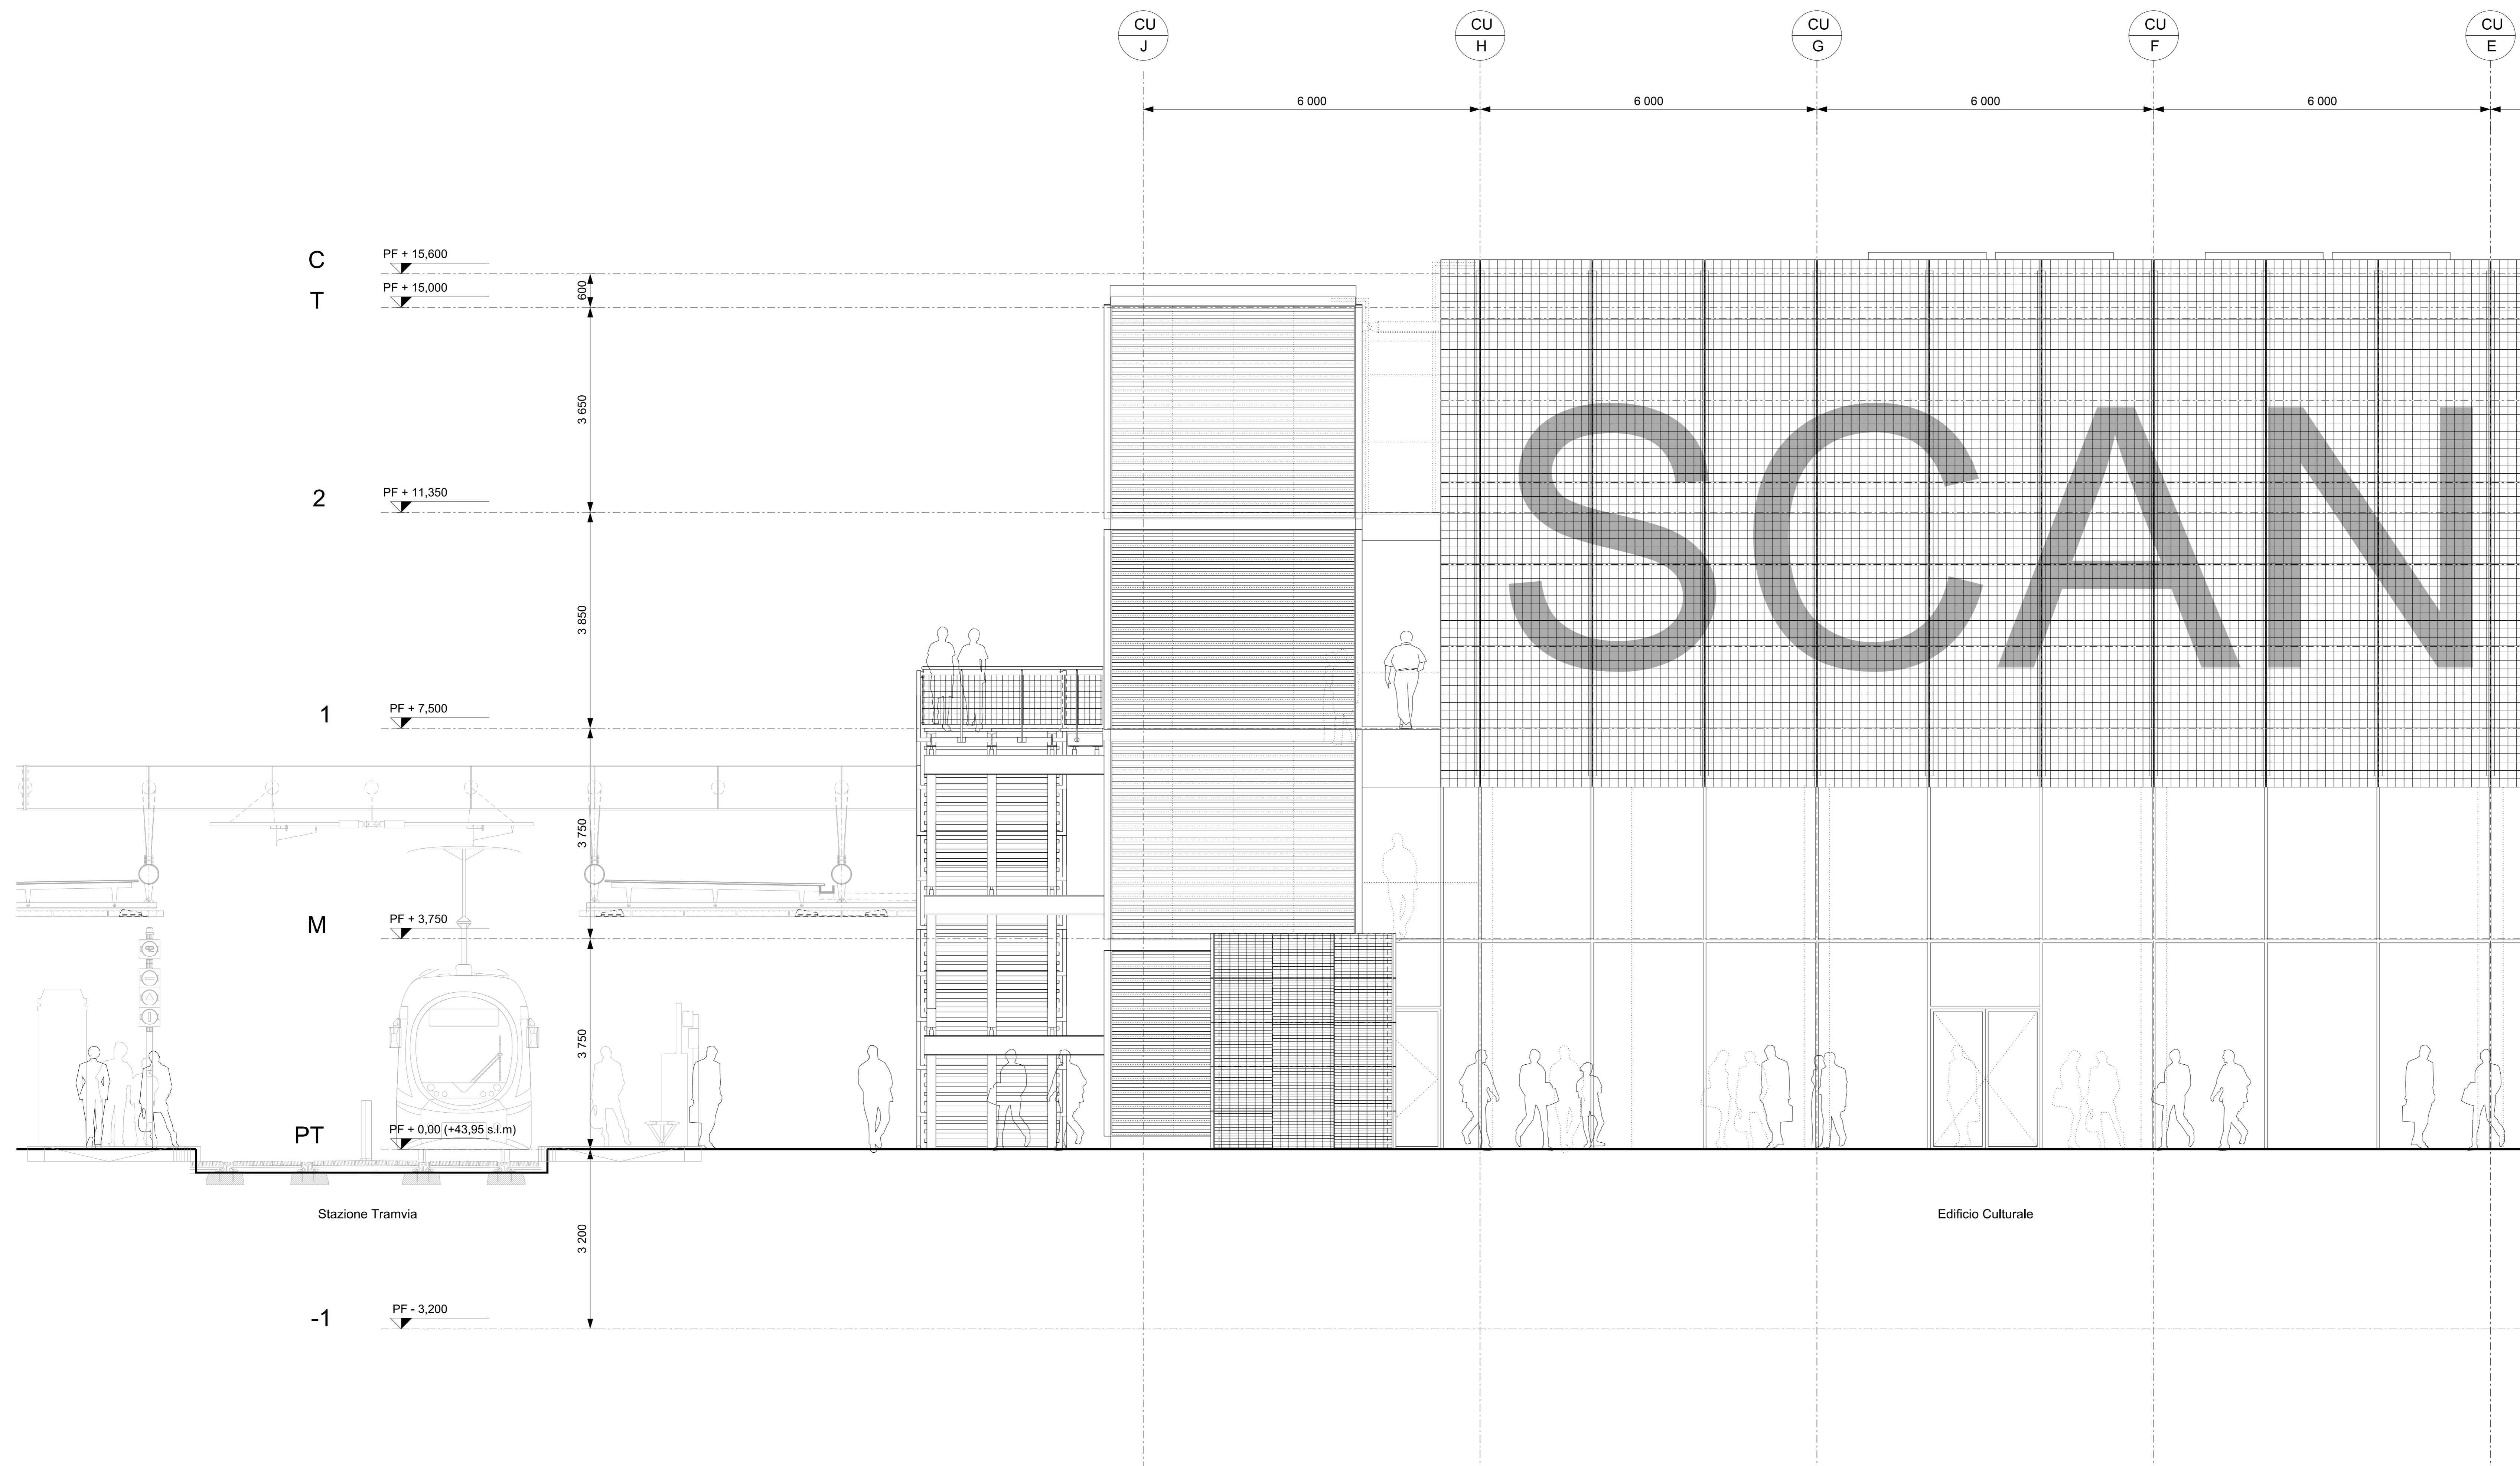 CU
J
CU
H
CU
G
CU
F
CU
E
6 000
6 000
6 000
6 000
C
PF + 15,600
600
T
PF + 15,000
3 650
2
PF + 11,350
SCAN
3 850
1
PF + 7,500
3 750
M
PF + 3,750
3 750
PT
PF + 0,00 (+43,95 s.l.m)
Stazione Tramvia
Edificio Culturale
3 200
-1
PF - 3,200